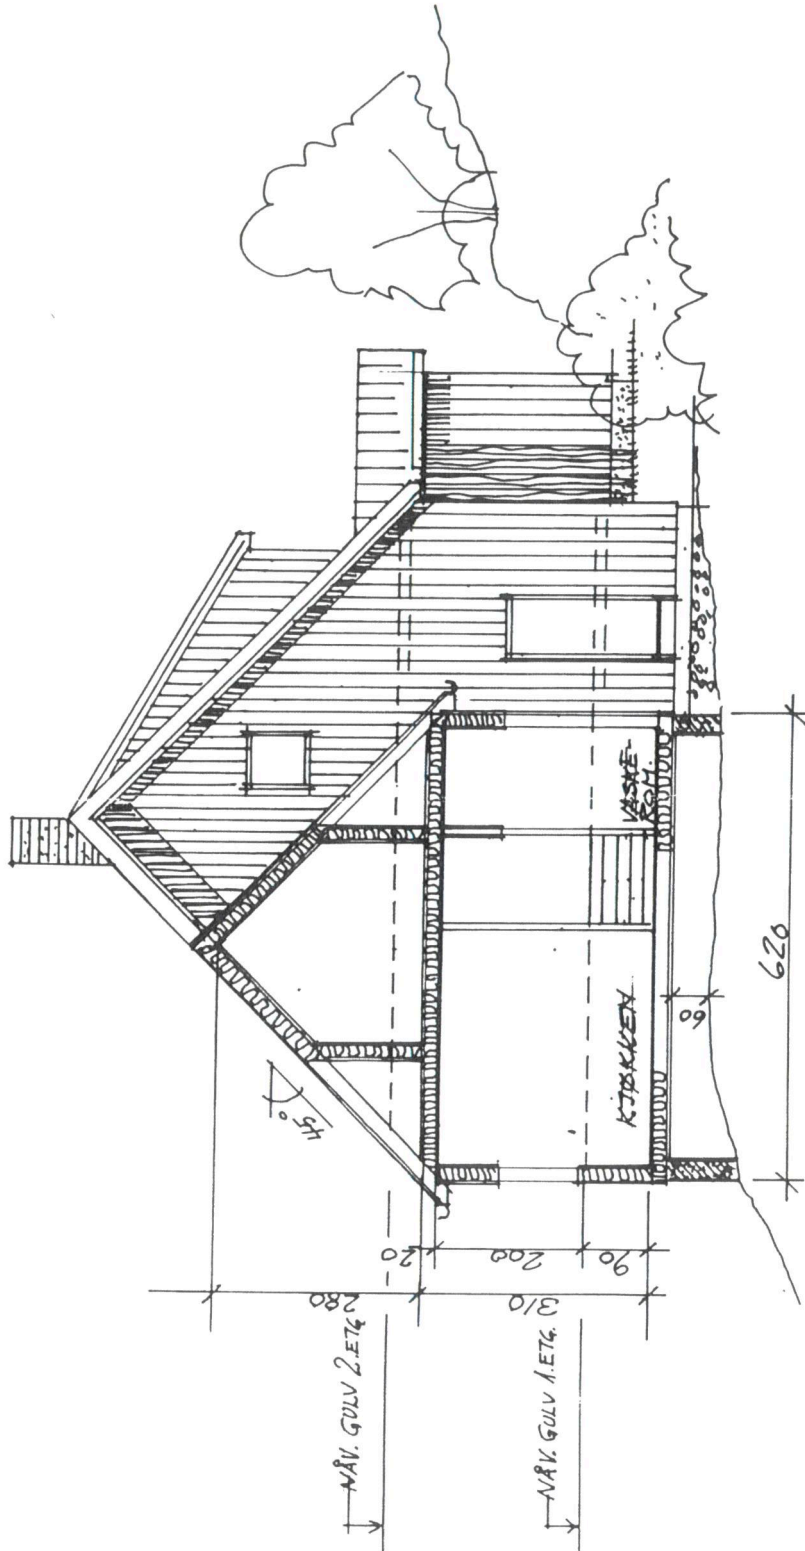 45°
NÅV. GULV 2.ETG.
280
20
200
310
90
NÅV. GULV 1.ETG.
KJØKKEN
VASKE-
ROM.
60
620